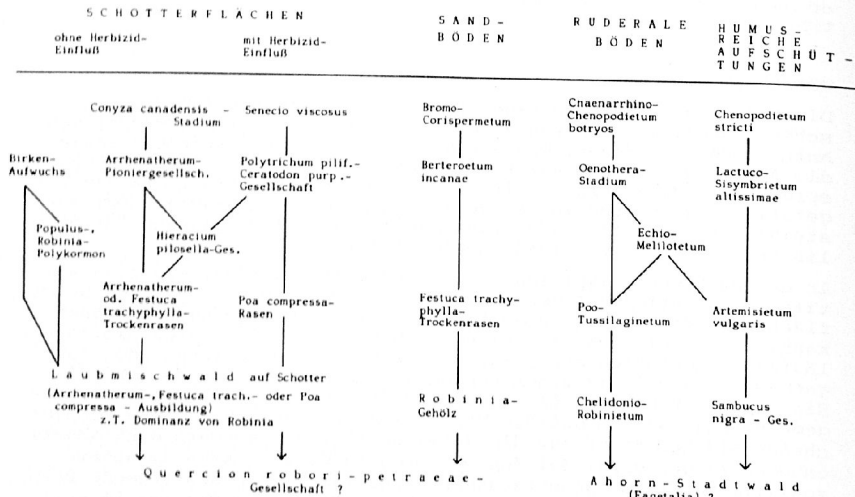 SCHOTTERFLÄCHEN
ohne Herbizid-
Einfluß
mit Herbizid-
Einfluß
SAND-
BÖDEN
RUDERALE
BÖDEN
HUMUS-
REICHE
AUFSCHÜT-
TUNGEN
Conyza canadensis - Senecio viscosus
Stadium
Bromo-
Corispermetum
Cnaenarrhino-
Chenopodietum
botryos
Chenopodietum
stricti
Birken-
Aufwuchs
Arrhenatherum-
Pioniergesellsch.
Polytrichum pilif.-
Ceratodon purp.-
Gesellschaft
Berteroetum
incanae
Oenothera-
Stadium
Lactuco-
Sisymbrietum
altissimae
Populus-,
Robinia-
Polykormon
Hieracium
pilosella-Ges.
Echio-
Melilotetum
Arrhenatherum-
od. Festuca
trachyphylla-
Trockenrasen
Poa compressa-
Rasen
Festuca trachy-
phylla-
Trockenrasen
Poo-
Tussilaginetum
Artemisietum
vulgaris
Laubmischwald auf Schotter
(Arrhenatherum-, Festuca trach.- oder Poa
compressa - Ausbildung)
z.T. Dominanz von Robinia
Robinia-
Gehölz
Chelidonio-
Robinietum
Sambucus
nigra - Ges.
Quercion robori-petraeae-
Gesellschaft ?
Ahorn-Stadtwald
(Fagetalia) ?